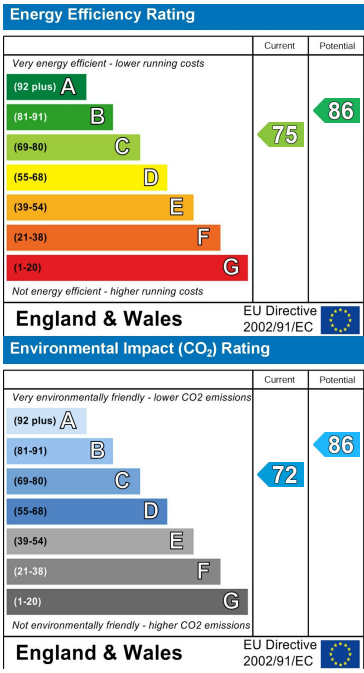 Energy Efficiency Rating
Current Potential
Very energy efficient - lower running costs
(92 plus) A
(81-91) B
(69-80) C
(55-68) D
(39-54) E
(21-38) F
(1-20) G
75
86
Not energy efficient - higher running costs
England & Wales
EU Directive
2002/91/EC
Environmental Impact (CO₂) Rating
Current Potential
Very environmentally friendly - lower CO2 emissions
(92 plus) A
(81-91) B
(69-80) C
(55-68) D
(39-54) E
(21-38) F
(1-20) G
72
86
Not environmentally friendly - higher CO2 emissions
England & Wales
EU Directive
2002/91/EC